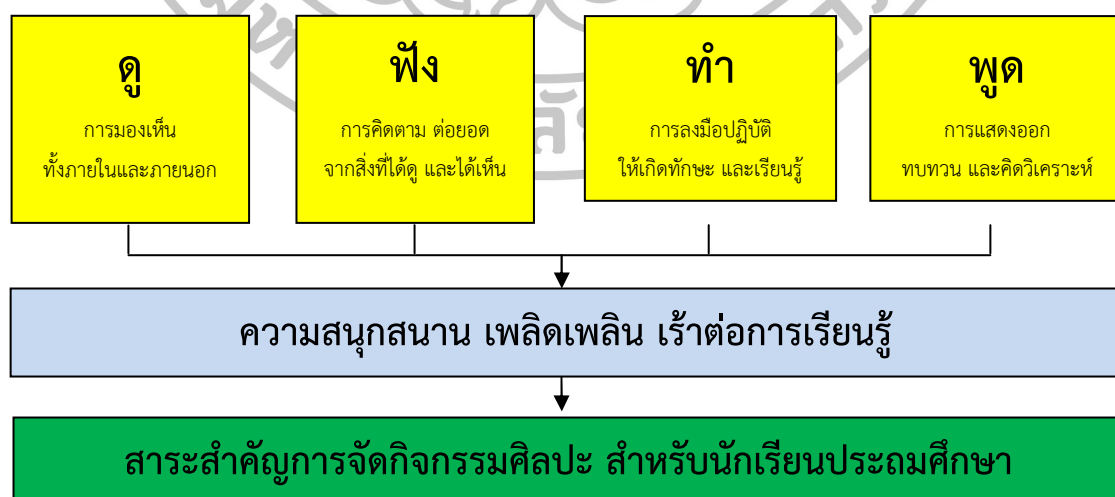 ดู
การมองเห็น
ทั้งภายในและภายนอก
ฟัง
การคิดตาม ต่อยอด
จากสิ่งที่ได้ดู และได้เห็น
ทำ
การลงมือปฏิบัติ
ให้เกิดทักษะ และเรียนรู้
พูด
การแสดงออก
ทบทวน และคิดวิเคราะห์
ความสนุกสนาน เพลิดเพลิน เร้าต่อการเรียนรู้
สาระสำคัญการจัดกิจกรรมศิลปะ สำหรับนักเรียนประถมศึกษา